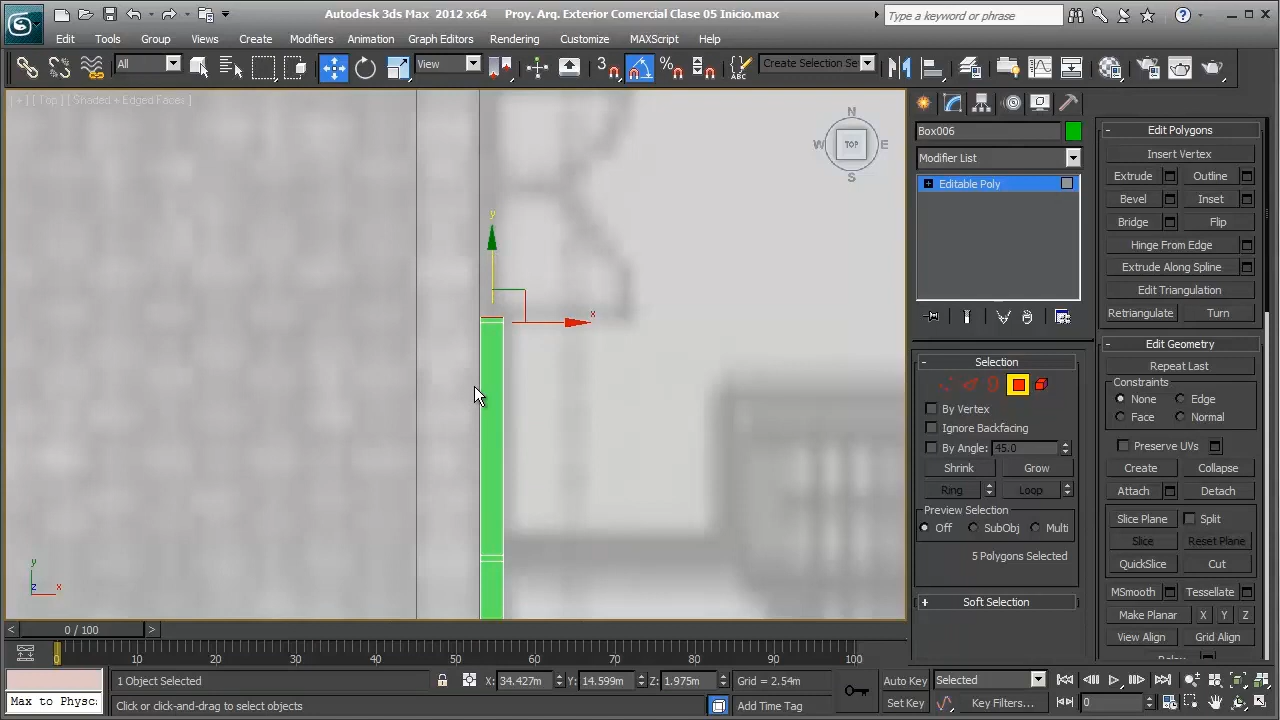 Autodesk 3ds Max 2012 x64 Proy. Arq. Exterior Comercial Clase 05 Inicio.max
Type a keyword or phrase
Edit Tools Group Views Create Modifiers Animation Graph Editors Rendering Customize MAXScript Help
All View Create Selection Se
3 %
[ + ] [ Top ] [ Shaded + Edged Faces ]
N
W TOP E
S
y
x
Box006
Modifier List
Editable Poly
Selection
By Vertex
Ignore Backfacing
By Angle: 45.0
Shrink Grow
Ring Loop
Preview Selection
Off SubObj Multi
5 Polygons Selected
Soft Selection
Edit Polygons
Insert Vertex
Extrude Outline
Bevel Inset
Bridge Flip
Hinge From Edge
Extrude Along Spline
Edit Triangulation
Retriangulate Turn
Edit Geometry
Repeat Last
Constraints
None Edge
Face Normal
Preserve UVs
Create Collapse
Attach Detach
Slice Plane Split
Slice Reset Plane
QuickSlice Cut
MSmooth Tessellate
Make Planar X Y Z
View Align Grid Align
Relax
y
z x
< 0 / 100 >
0 10 20 30 40 50 60 70 80 90 100
1 Object Selected X: 34.427m Y: 14.599m Z: 1.975m Grid = 2.54m Auto Key Selected
Max to Physc: Click or click-and-drag to select objects Add Time Tag Set Key Key Filters... 0